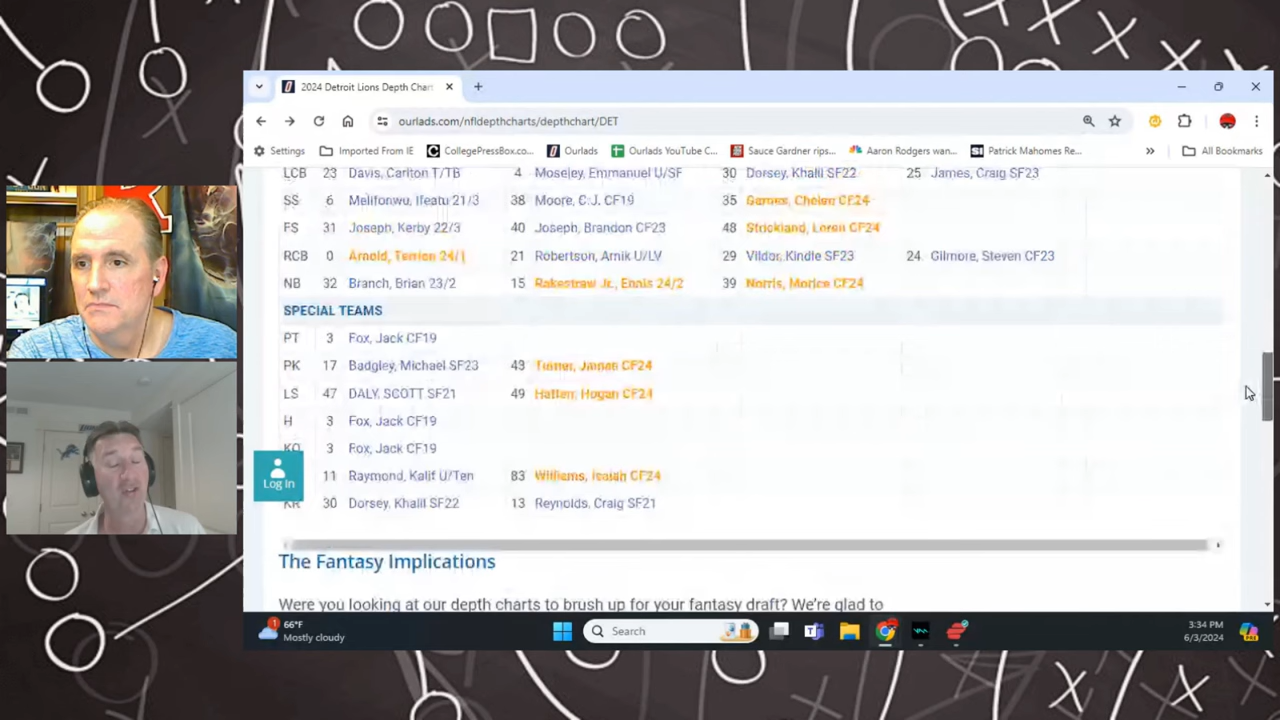 2024 Detroit Lions Depth Chart
ourlads.com/nfldepthcharts/depthchart/DET
Settings Imported From IE CollegePressBox.co... Ourlads Ourlads YouTube C... Sauce Gardner rips... Aaron Rodgers wan... Patrick Mahomes Re... » All Bookmarks
LCB 23 Davis, Carlton T/TB 4 Moseley, Emmanuel U/SF 30 Dorsey, Khalil SF22 25 James, Craig SF23
SS 6 Melifonwu, Ifeatu 21/3 38 Moore, C.J. CF19 35 Garnes, Chelen CF24
FS 31 Joseph, Kerby 22/3 40 Joseph, Brandon CF23 48 Strickland, Loren CF24
RCB 0 Arnold, Terrion 24/1 21 Robertson, Amik U/LV 29 Vildor, Kindle SF23 24 Gilmore, Steven CF23
NB 32 Branch, Brian 23/2 15 Rakestraw Jr., Ennis 24/2 39 Norris, Morice CF24
SPECIAL TEAMS
PT 3 Fox, Jack CF19
PK 17 Badgley, Michael SF23 43 Turner, James CF24
LS 47 DALY, SCOTT SF21 49 Hatten, Hogan CF24
H 3 Fox, Jack CF19
KO 3 Fox, Jack CF19
11 Raymond, Kalif U/Ten 83 Williams, Isaiah CF24
Log In
KR 30 Dorsey, Khalil SF22 13 Reynolds, Craig SF21
The Fantasy Implications
Were you looking at our depth charts to brush up for your fantasy draft? We're glad to
1
66°F
Mostly cloudy
Search
3:34 PM
6/3/2024